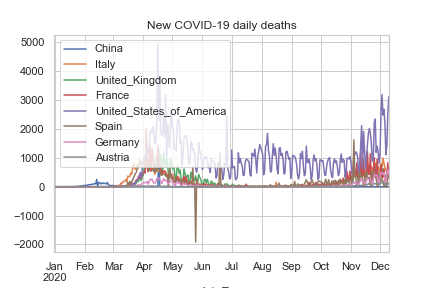 New COVID-19 daily deaths
5000
4000
3000
2000
1000
0
−1000
−2000
China
Italy
United_Kingdom
France
United_States_of_America
Spain
Germany
Austria
Jan Feb Mar Apr May Jun Jul Aug Sep Oct Nov Dec
2020